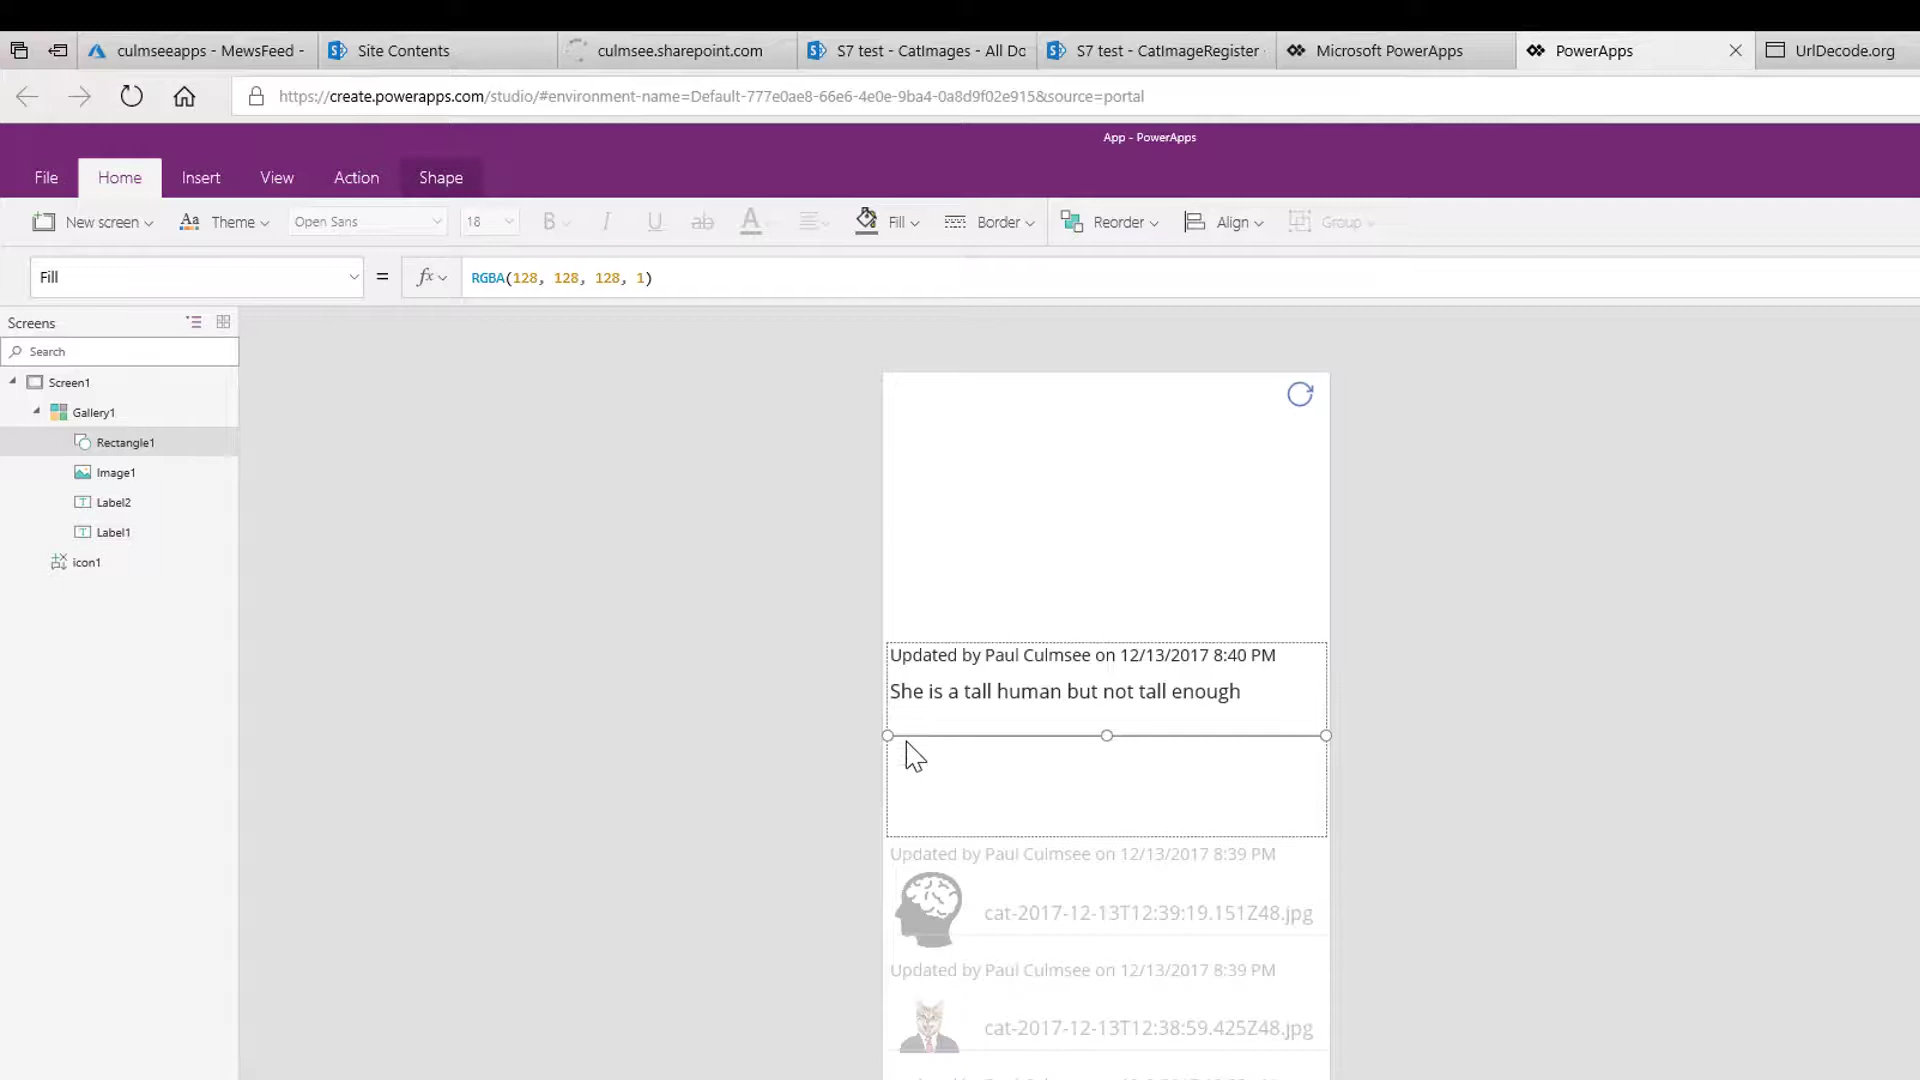 culmseeapps - MewsFeed -
Site Contents
culmsee.sharepoint.com
S7 test - CatImages - All Do
S7 test - CatImageRegister
Microsoft PowerApps
PowerApps
UrlDecode.org
https://create.powerapps.com/studio/#environment-name=Default-777e0ae8-66e6-4e0e-9ba4-0a8d9f02e915&source=portal
App - PowerApps
File
Home
Insert
View
Action
Shape
New screen
Aa
Theme
Open Sans
18
B
I
U
ab
A
Fill
Border
Reorder
Align
Group
Fill
=
fx
RGBA(128, 128, 128, 1)
Screens
Search
Screen1
Gallery1
Rectangle1
Image1
Label2
Label1
icon1
Updated by Paul Culmsee on 12/13/2017 8:40 PM
She is a tall human but not tall enough
Updated by Paul Culmsee on 12/13/2017 8:39 PM
cat-2017-12-13T12:39:19.151Z48.jpg
Updated by Paul Culmsee on 12/13/2017 8:39 PM
cat-2017-12-13T12:38:59.425Z48.jpg